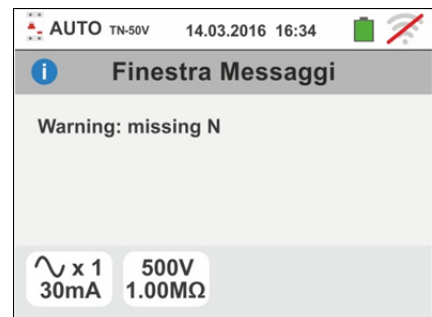 AUTO TN-50V 14.03.2016 16:34
i Finestra Messaggi
Warning: missing N
x 1 500V
30mA 1.00MΩ